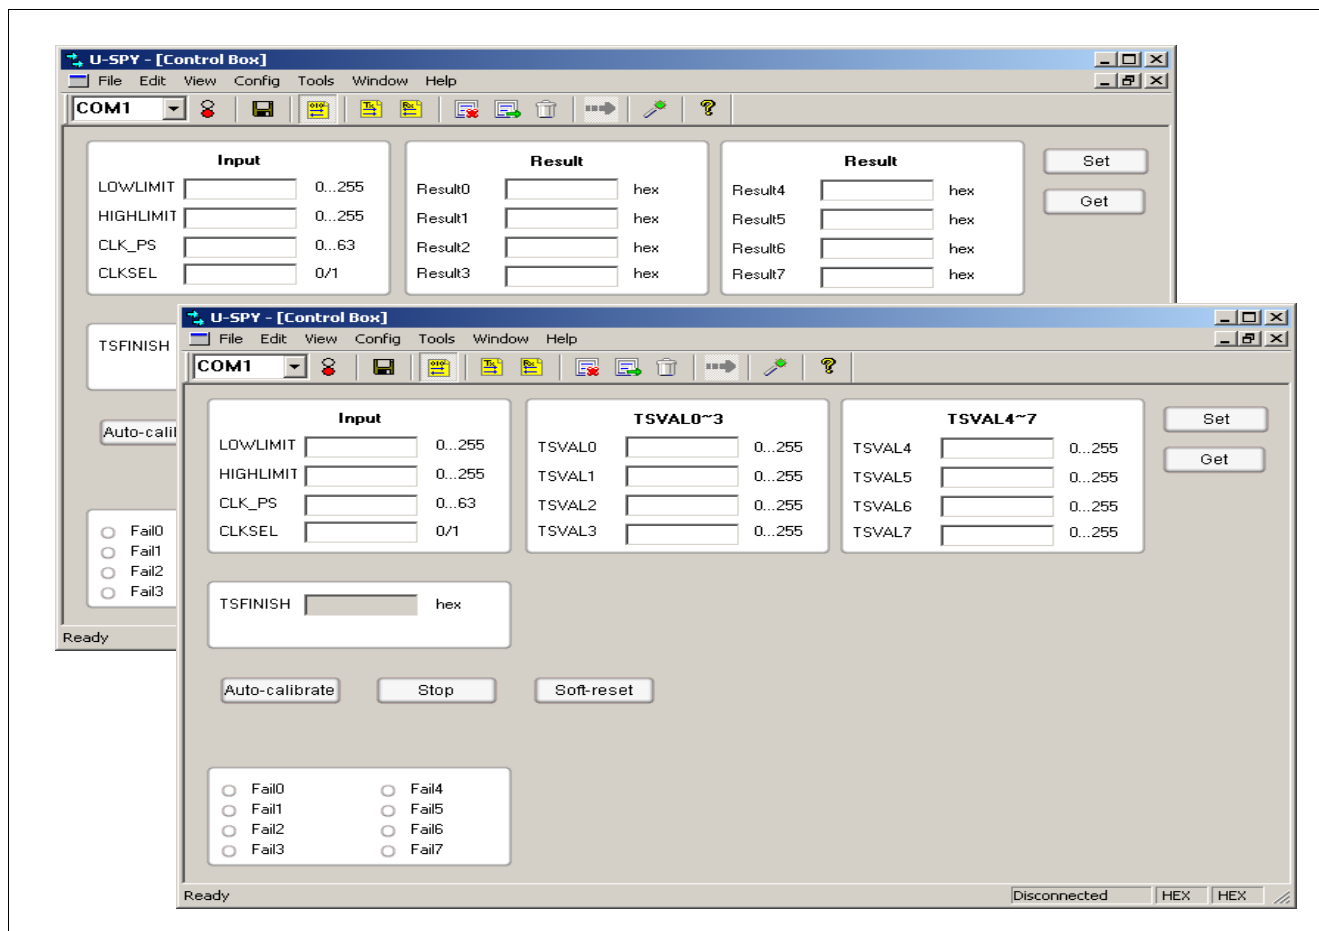 U-SPY - [Control Box]
File Edit View Config Tools Window Help
COM1
Input
LOWLIMIT 0...255
HIGHLIMIT 0...255
CLK_PS 0...63
CLKSEL 0/1
Result
Result0 hex
Result1 hex
Result2 hex
Result3 hex
Result
Result4 hex
Result5 hex
Result6 hex
Result7 hex
Set
Get
TSFINISH
Auto-cali
Fail0
Fail1
Fail2
Fail3
Ready
U-SPY - [Control Box]
File Edit View Config Tools Window Help
COM1
Input
LOWLIMIT 0...255
HIGHLIMIT 0...255
CLK_PS 0...63
CLKSEL 0/1
TSVAL0~3
TSVAL0 0...255
TSVAL1 0...255
TSVAL2 0...255
TSVAL3 0...255
TSVAL4~7
TSVAL4 0...255
TSVAL5 0...255
TSVAL6 0...255
TSVAL7 0...255
Set
Get
TSFINISH hex
Auto-calibrate Stop Soft-reset
Fail0 Fail4
Fail1 Fail5
Fail2 Fail6
Fail3 Fail7
Ready Disconnected HEX HEX